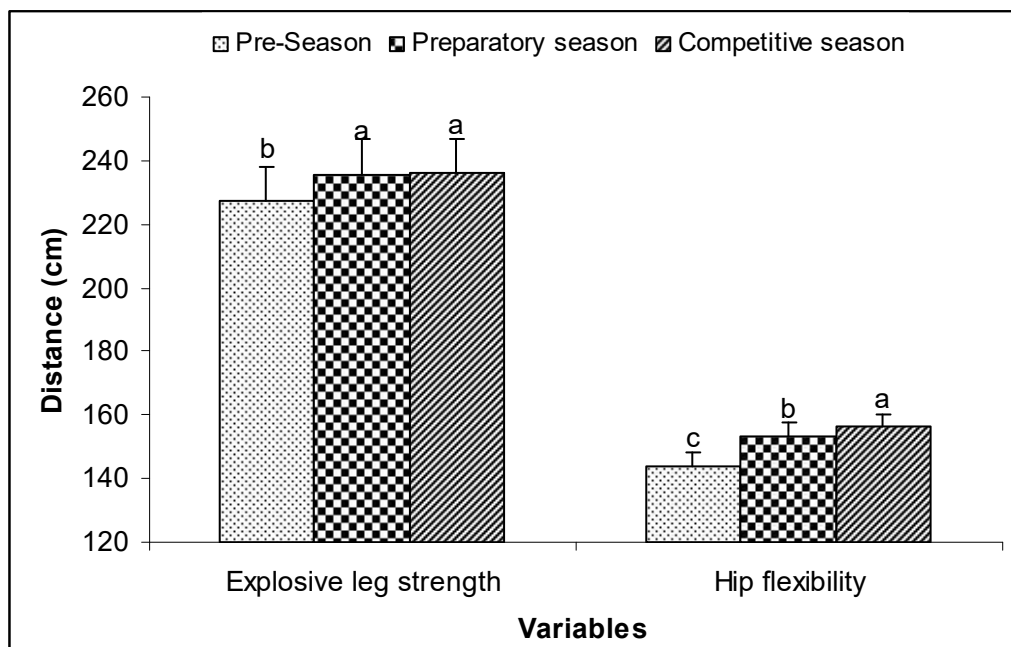 Pre-Season Preparatory season Competitive season
260
240
220
200
180
160
140
120
Distance (cm)
b
a
a
c
b
a
Explosive leg strength
Hip flexibility
Variables